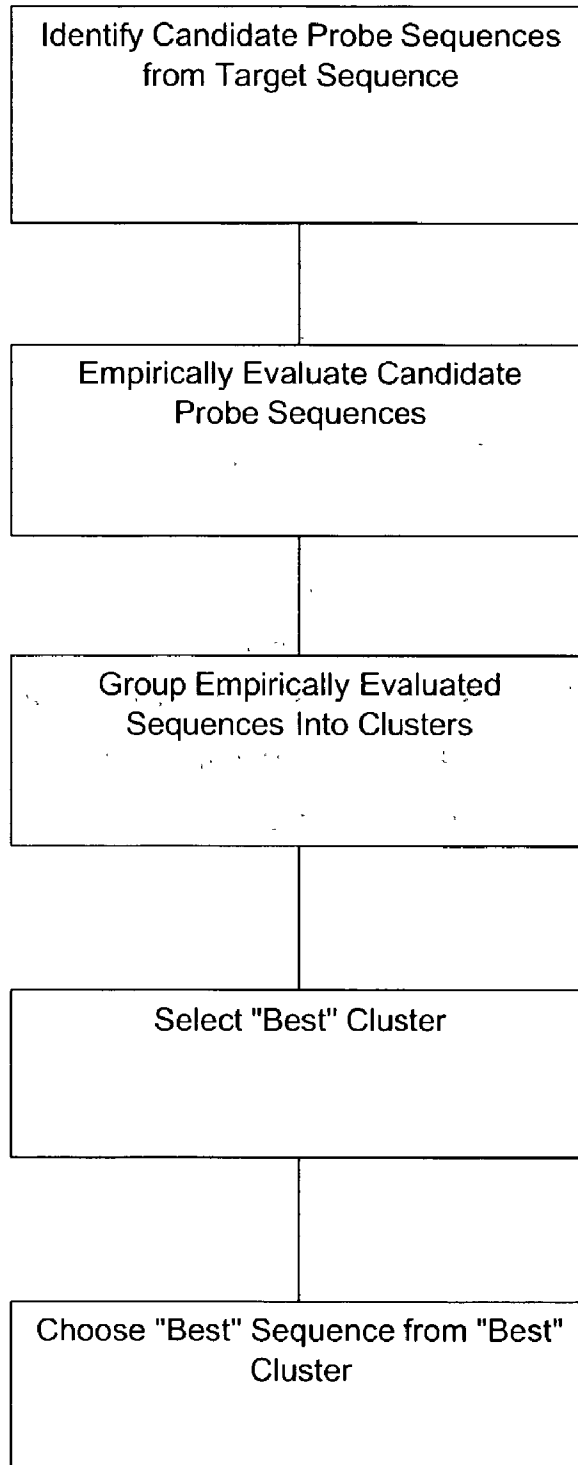 Identify Candidate Probe Sequences
from Target Sequence
Empirically Evaluate Candidate
Probe Sequences
Group Empirically Evaluated
Sequences Into Clusters
Select "Best" Cluster
Choose "Best" Sequence from "Best"
Cluster